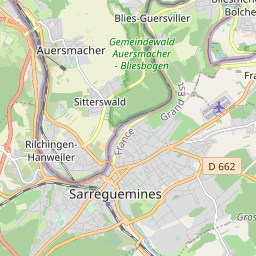 Blies-Guersviller
Auersmacher
Gemeindewald
Auersmacher
- Bliesbogen
Sitterswald
France
Grand Est
Rilchingen-
Hanweiler
D 662
Sarreguemines